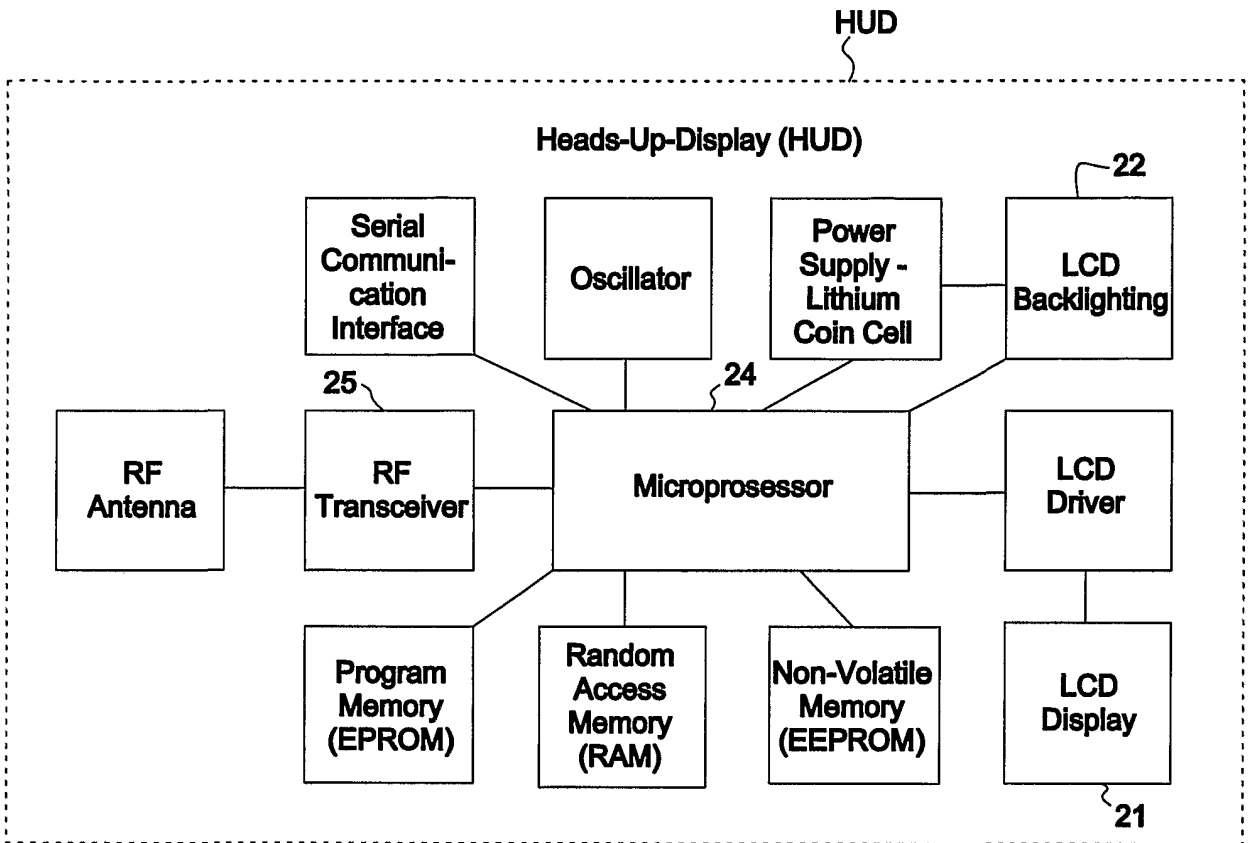 HUD
Heads-Up-Display (HUD)
22
Serial
Communi-
cation
Interface
Oscillator
Power
Supply -
Lithium
Coin Cell
LCD
Backlighting
25
24
RF
Antenna
RF
Transceiver
Microprosessor
LCD
Driver
Program
Memory
(EPROM)
Random
Access
Memory
(RAM)
Non-Volatile
Memory
(EEPROM)
LCD
Display
21